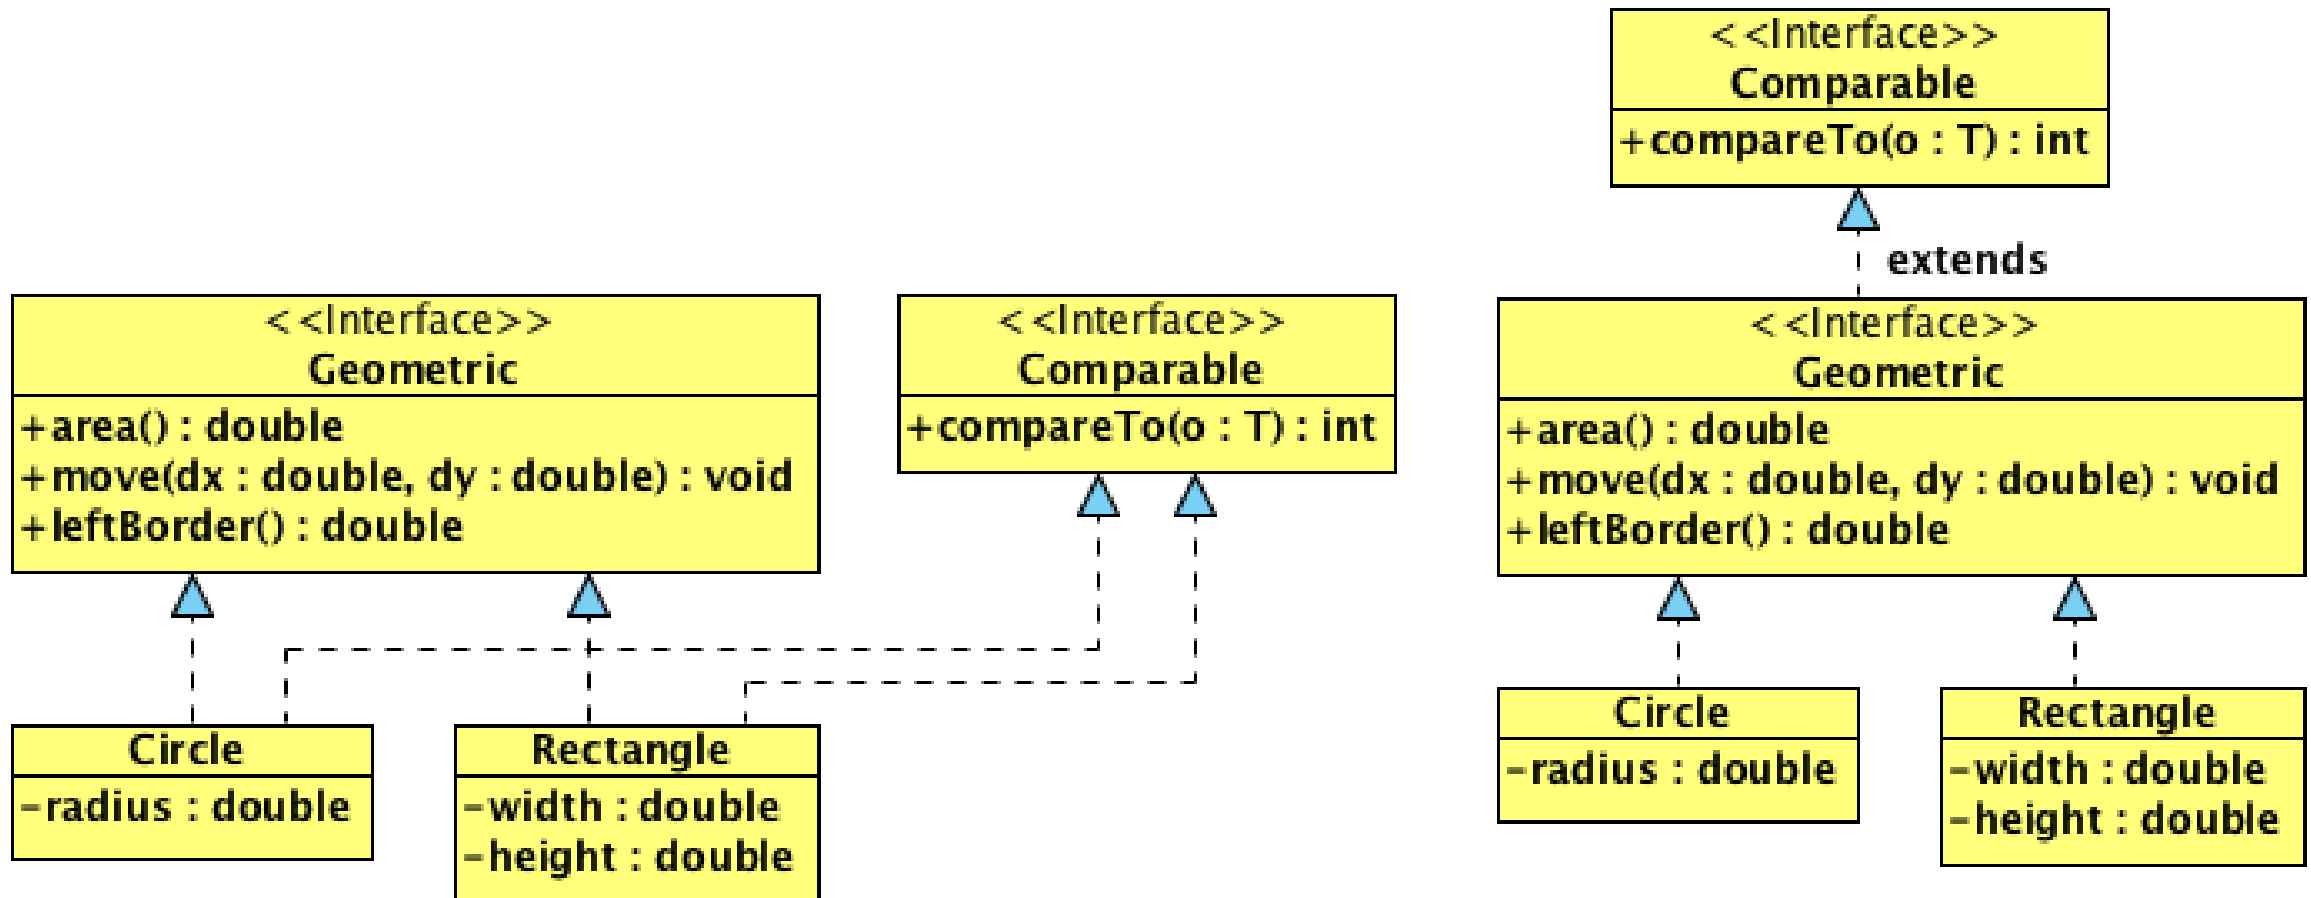 <<Interface>>
Geometric
+area() : double
+move(dx : double, dy : double) : void
+leftBorder() : double
<<Interface>>
Comparable
+compareTo(o : T) : int
Circle
-radius : double
Rectangle
-width : double
-height : double
<<Interface>>
Comparable
+compareTo(o : T) : int
extends
<<Interface>>
Geometric
+area() : double
+move(dx : double, dy : double) : void
+leftBorder() : double
Circle
-radius : double
Rectangle
-width : double
-height : double